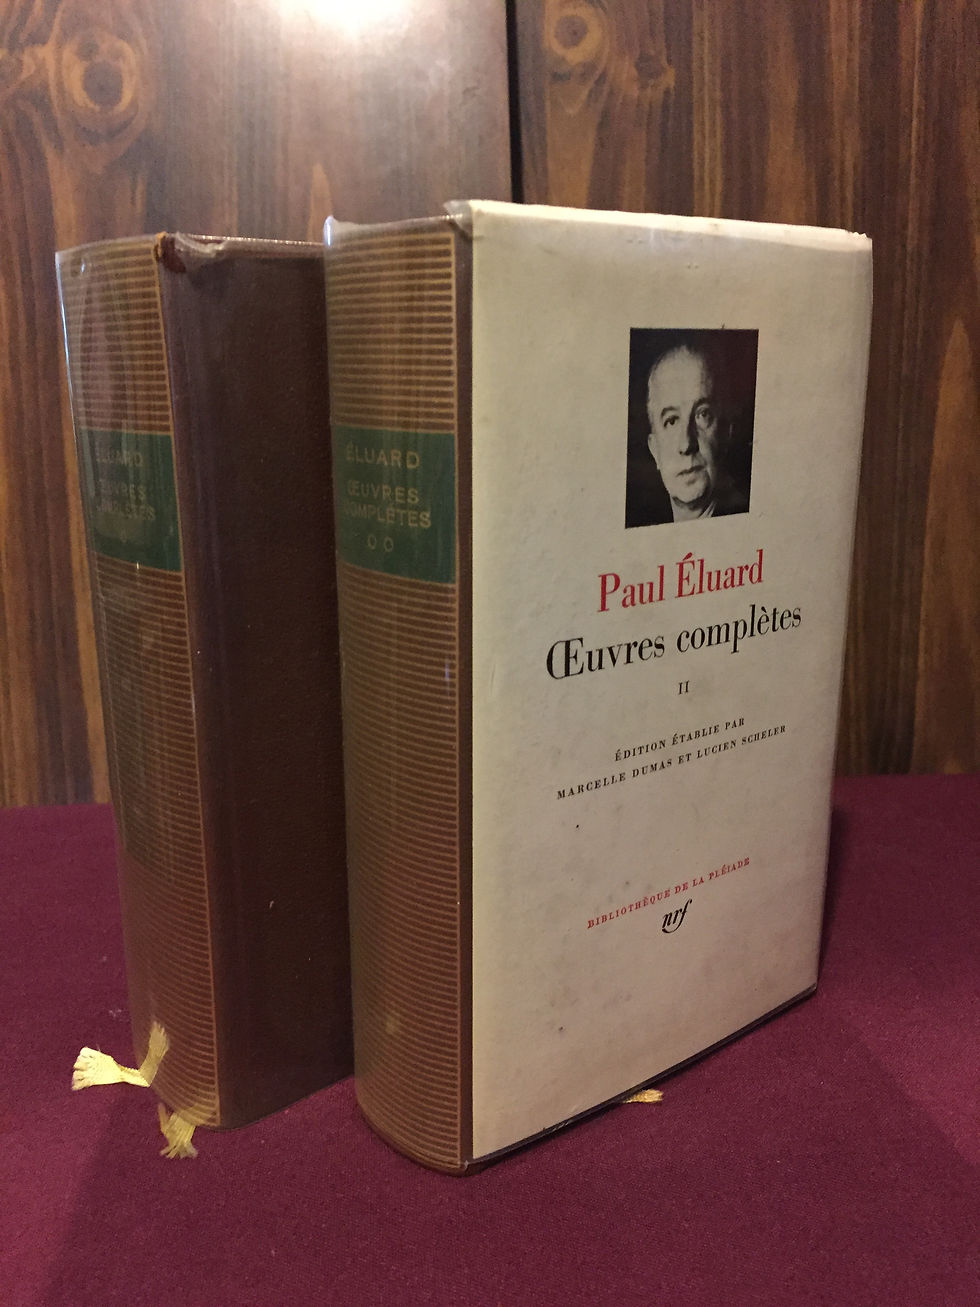 ÉLUARD
ŒUVRES
COMPLÈTES
ÉLUARD
ŒUVRES
COMPLÈTES
Paul Éluard
Œuvres complètes
II
ÉDITION ÉTABLIE PAR
MARCELLE DUMAS ET LUCIEN SCHELER
BIBLIOTHÈQUE DE LA PLÉIADE
nrf